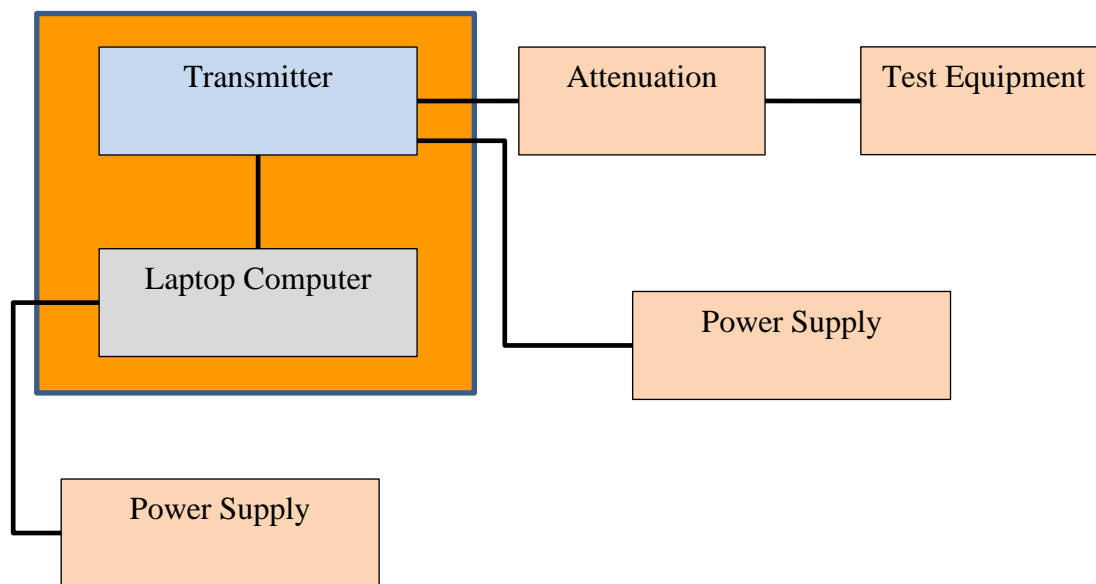 Transmitter
Attenuation
Test Equipment
Laptop Computer
Power Supply
Power Supply